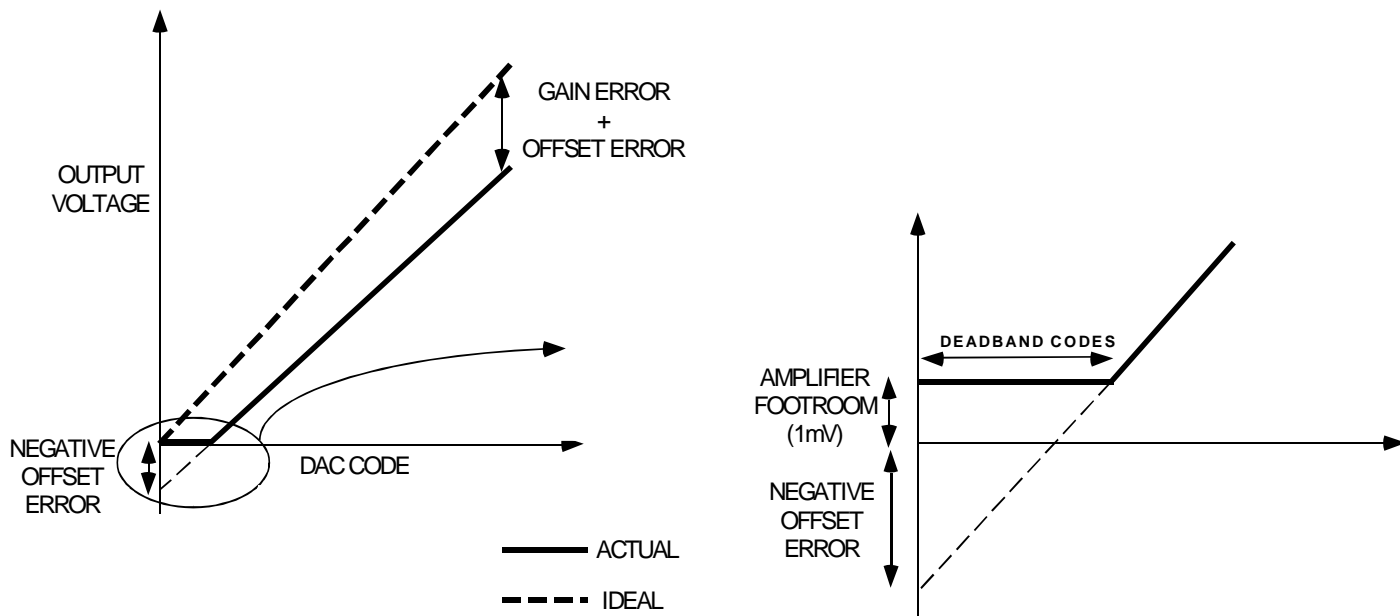 GAIN ERROR
+
OFFSET ERROR
OUTPUT
VOLTAGE
NEGATIVE
OFFSET
ERROR
DAC CODE
ACTUAL
IDEAL
DEADBAND CODES
AMPLIFIER
FOOTROOM
(1mV)
NEGATIVE
OFFSET
ERROR